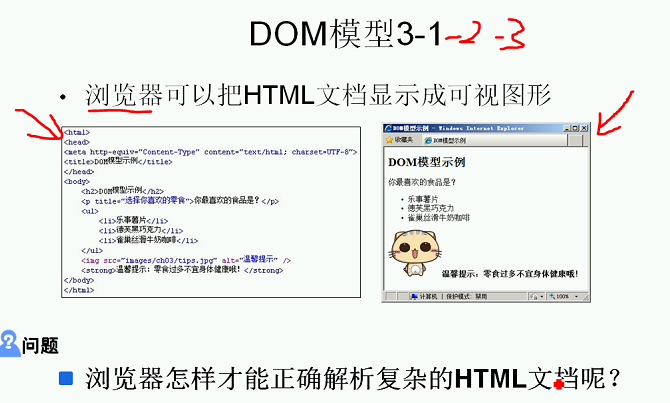 DOM模型3-1-2-3
• 浏览器可以把HTML文档显示成可视图形
<html>
<head>
<meta http-equiv="Content-Type" content="text/html; charset=UTF-8">
<title>DOM模型示例</title>
</head>
<body>
<h2>DOM模型示例</h2>
<p title="选择你喜欢的零食">你最喜欢的食品是？</p>
<ul>
<li>乐事薯片</li>
<li>德芙黑巧克力</li>
<li>雀巢丝滑牛奶咖啡</li>
</ul>
<img src="images/ch03/tips.jpg" alt="温馨提示" />
<strong>温馨提示：零食过多不宜身体健康哦！</strong>
</body>
</html>
DOM模型示例 - Windows Internet Explorer
收藏夹 DOM模型示例
DOM模型示例
你最喜欢的食品是？
• 乐事薯片
• 德芙黑巧克力
• 雀巢丝滑牛奶咖啡
温馨提示：零食过多不宜身体健康哦！
计算机 | 保护模式: 禁用 100%
? 问题
浏览器怎样才能正确解析复杂的HTML文档呢？